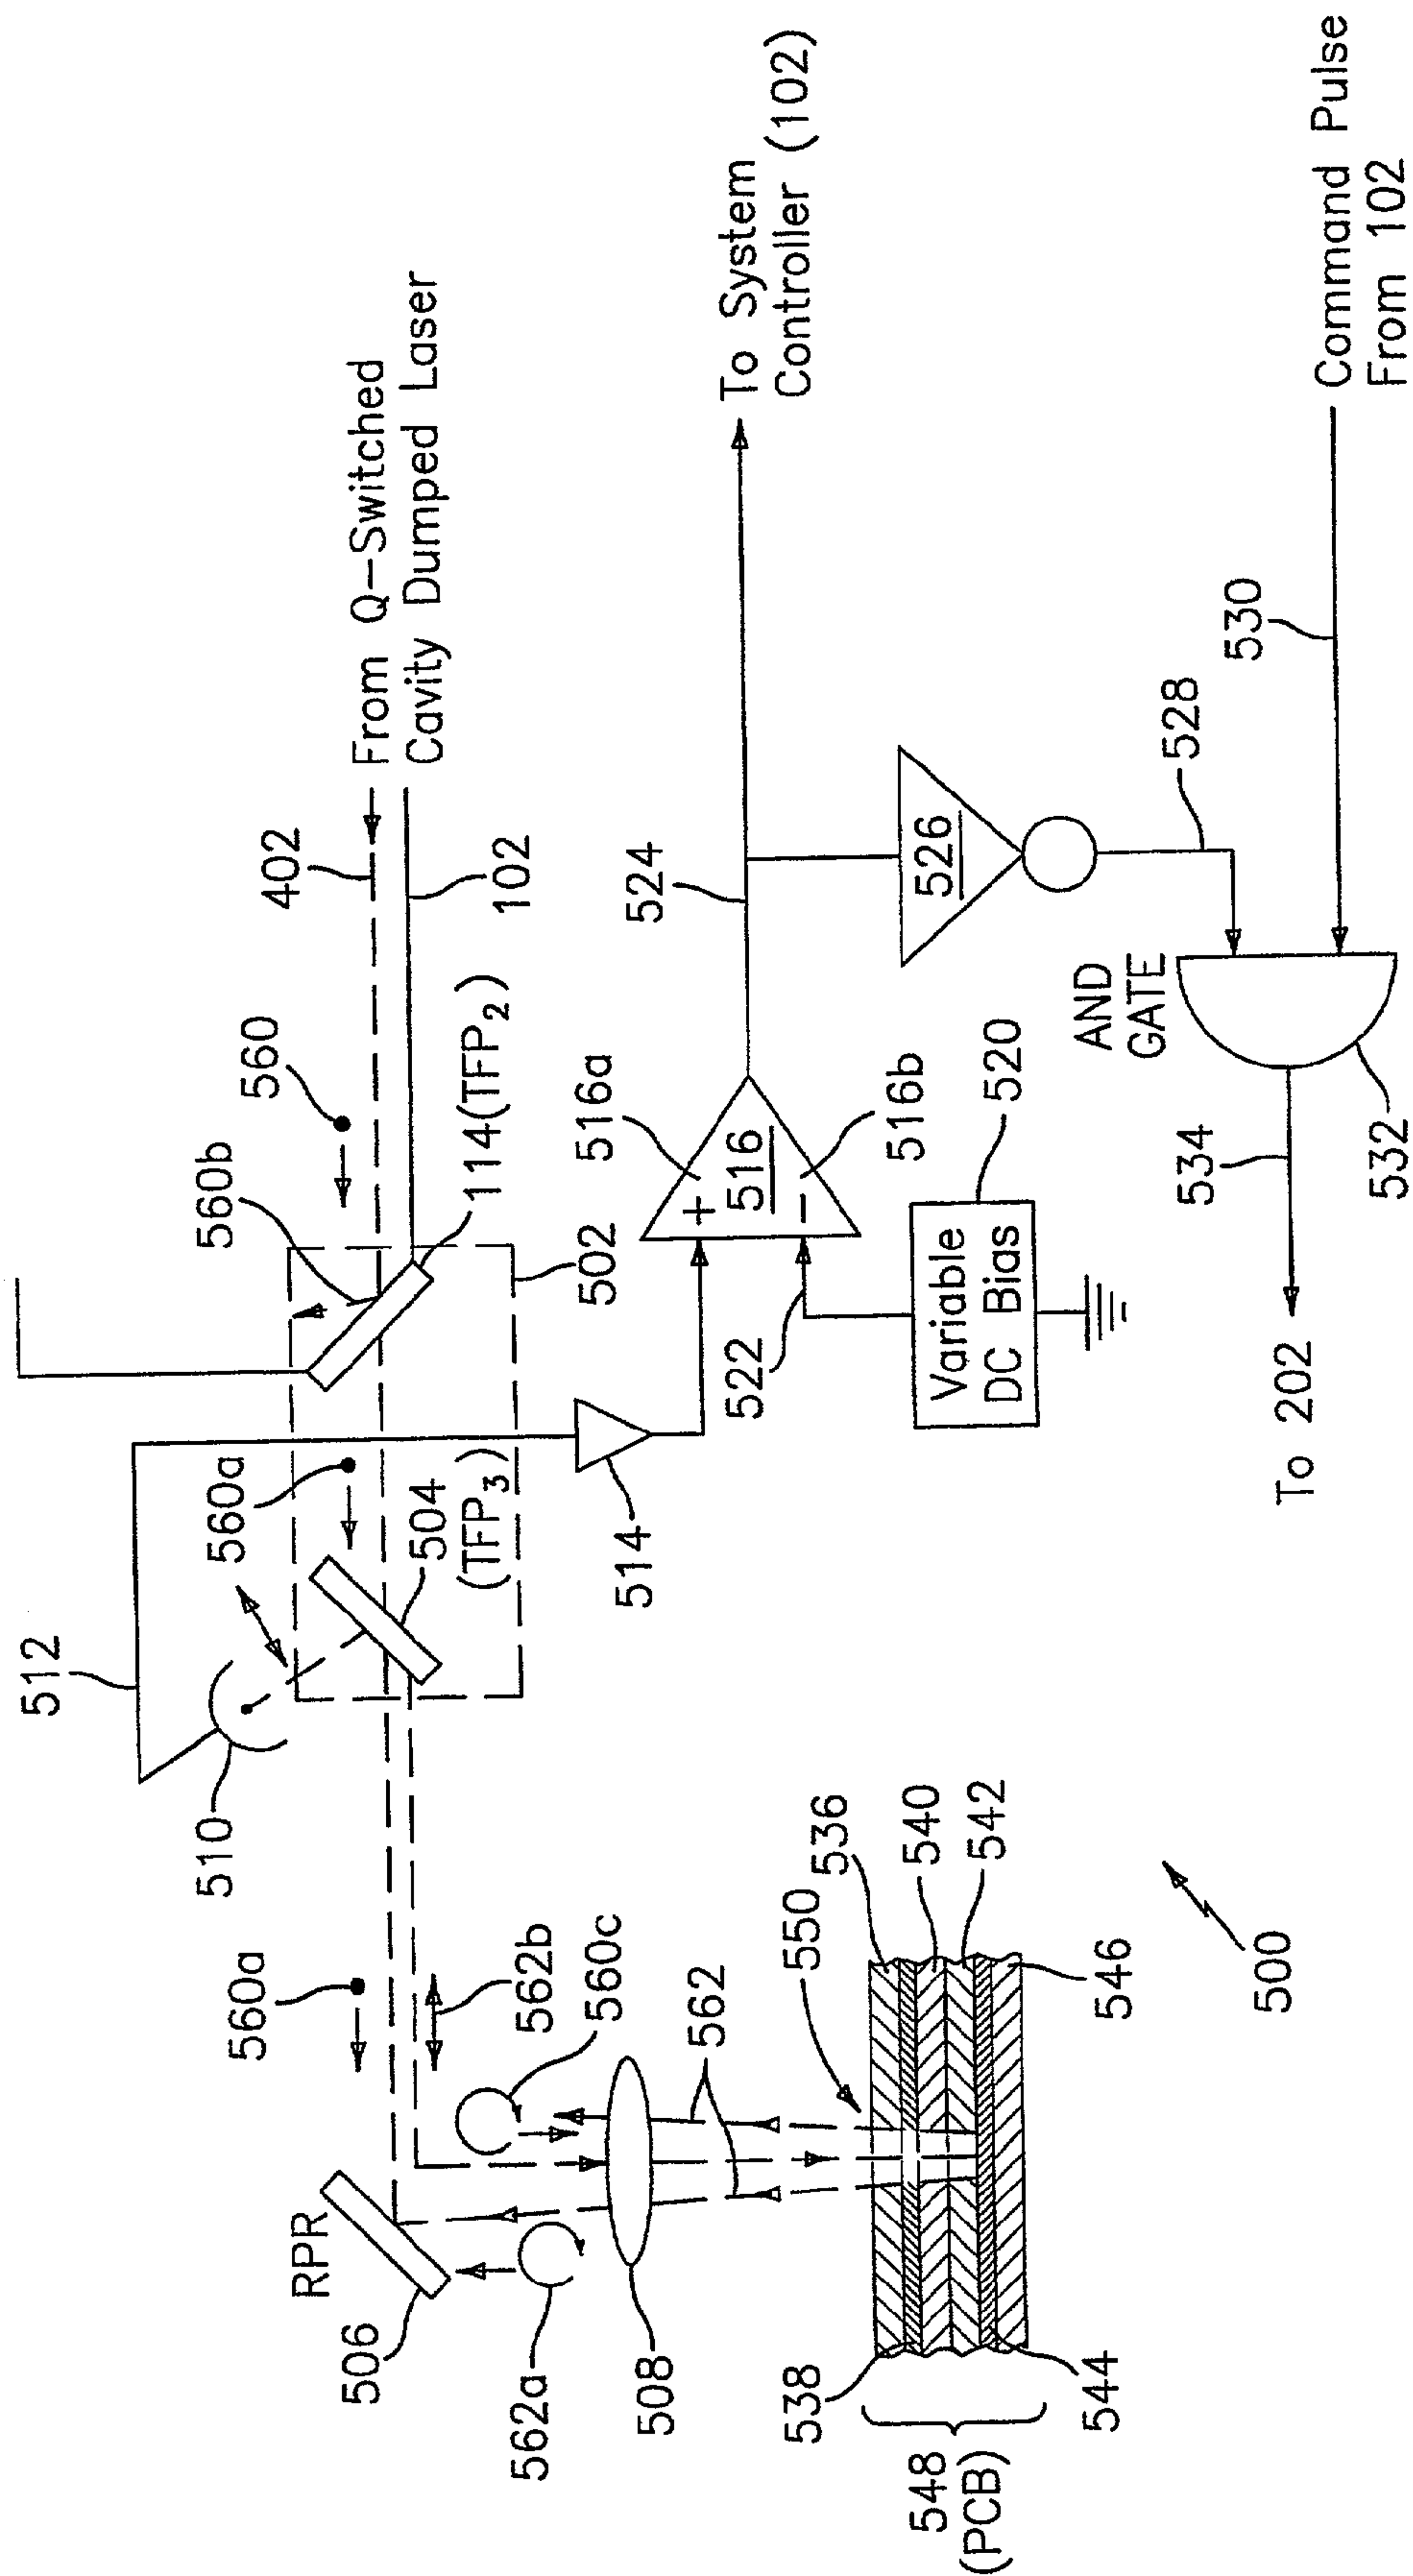 From Q-Switched
Cavity Dumped Laser
402
102
560
560b
114(TFP2)
502
560a
504
(TFP3)
512
510
514
560a
562b
560c
RPR
506
562a
508
562
550
536
540
542
538
544
546
548
(PCB)
500
To System
Controller (102)
524
516a
+
516
−
516b
522
Variable
DC Bias
520
526
528
AND
GATE
530
Command Pulse
From 102
532
534
To 202